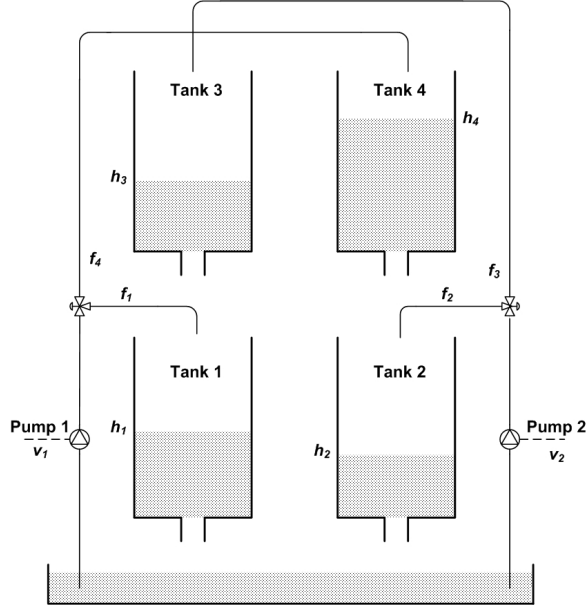 Tank 3
Tank 4
h4
h3
f4
f3
f1
f2
Tank 1
Tank 2
Pump 1
v1
h1
h2
Pump 2
v2